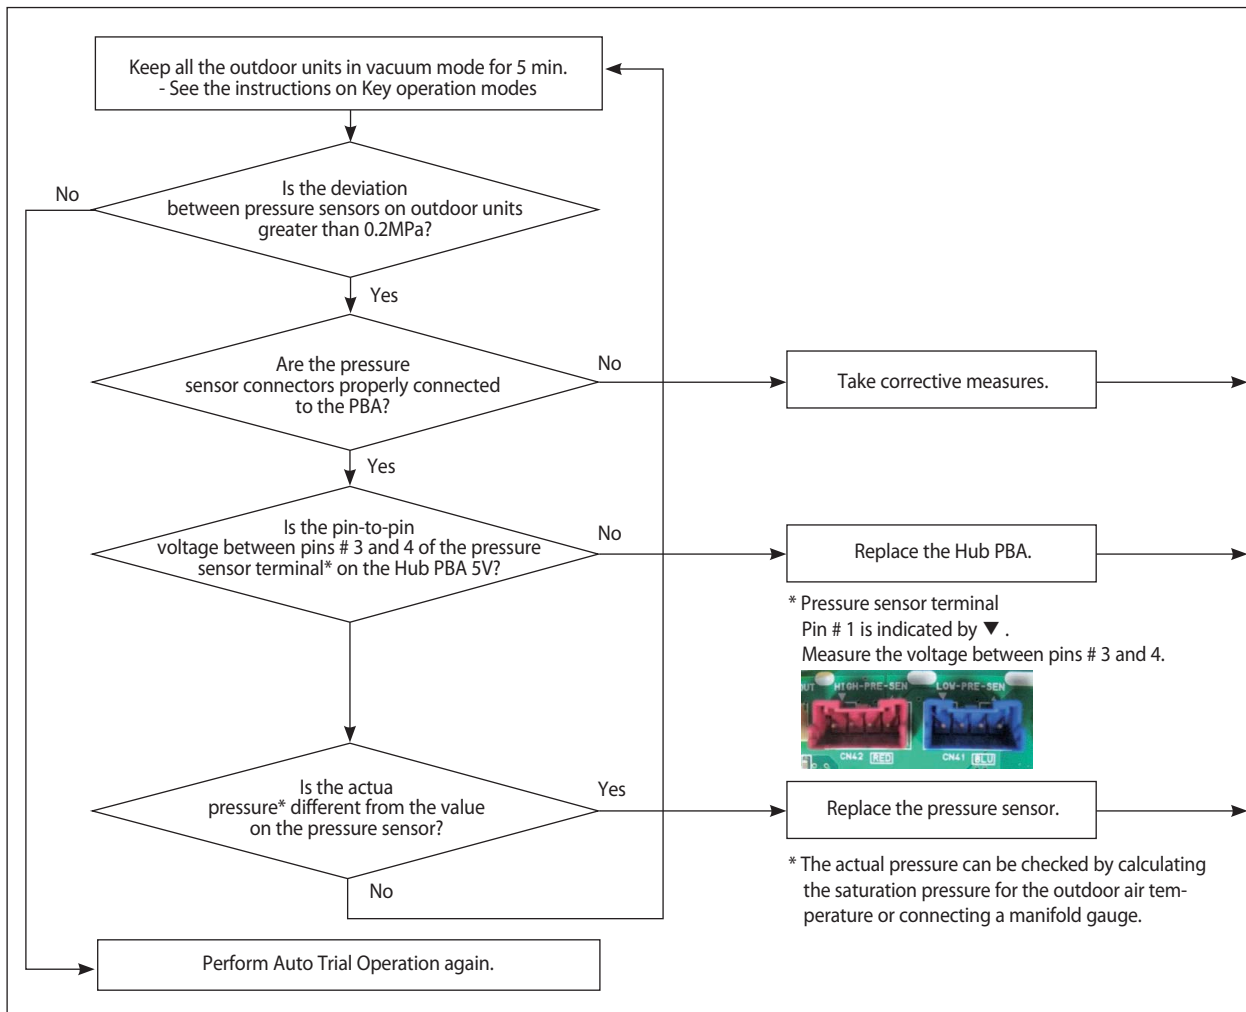 Keep all the outdoor units in vacuum mode for 5 min.
- See the instructions on Key operation modes
No
Is the deviation
between pressure sensors on outdoor units
greater than 0.2MPa?
Yes
Are the pressure
sensor connectors properly connected
to the PBA?
No
Take corrective measures.
Yes
Is the pin-to-pin
voltage between pins # 3 and 4 of the pressure
sensor terminal* on the Hub PBA 5V?
No
Replace the Hub PBA.
* Pressure sensor terminal
Pin # 1 is indicated by ▼ .
Measure the voltage between pins # 3 and 4.
OUT HIGH-PRE-SEN LOW-PRE-SEN
CN42 RED CN41 BLU
Is the actua
pressure* different from the value
on the pressure sensor?
Yes
Replace the pressure sensor.
No
* The actual pressure can be checked by calculating
the saturation pressure for the outdoor air tem-
perature or connecting a manifold gauge.
Perform Auto Trial Operation again.